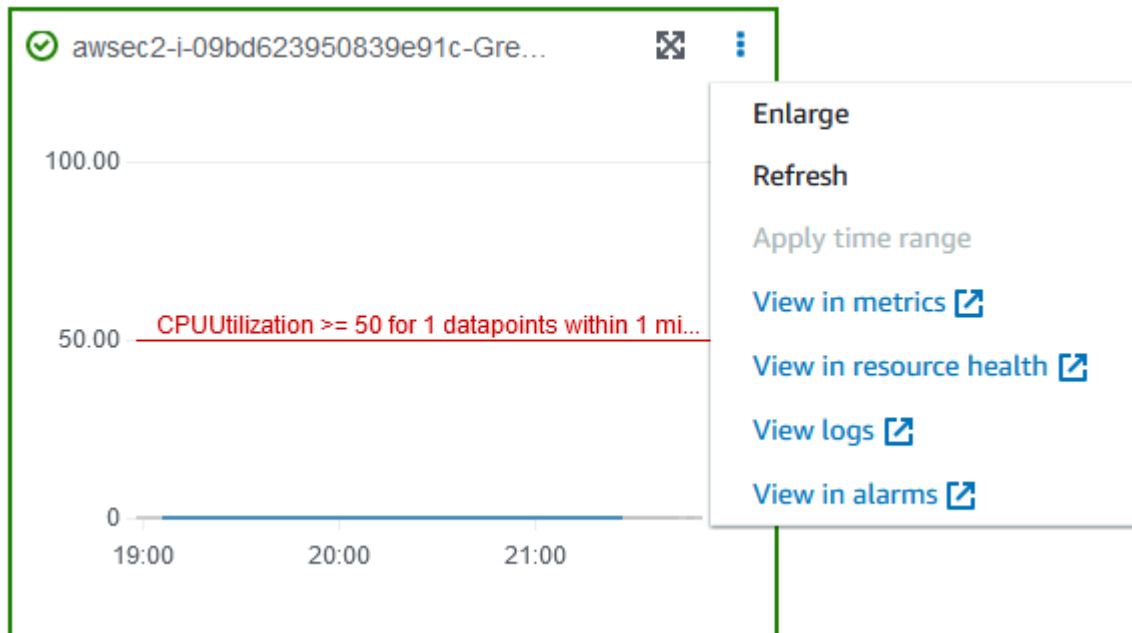 awsec2-i-09bd623950839e91c-Gre...
Enlarge
Refresh
Apply time range
View in metrics
View in resource health
View logs
View in alarms
100.00
CPUUtilization >= 50 for 1 datapoints within 1 mi...
50.00
0
19:00 20:00 21:00